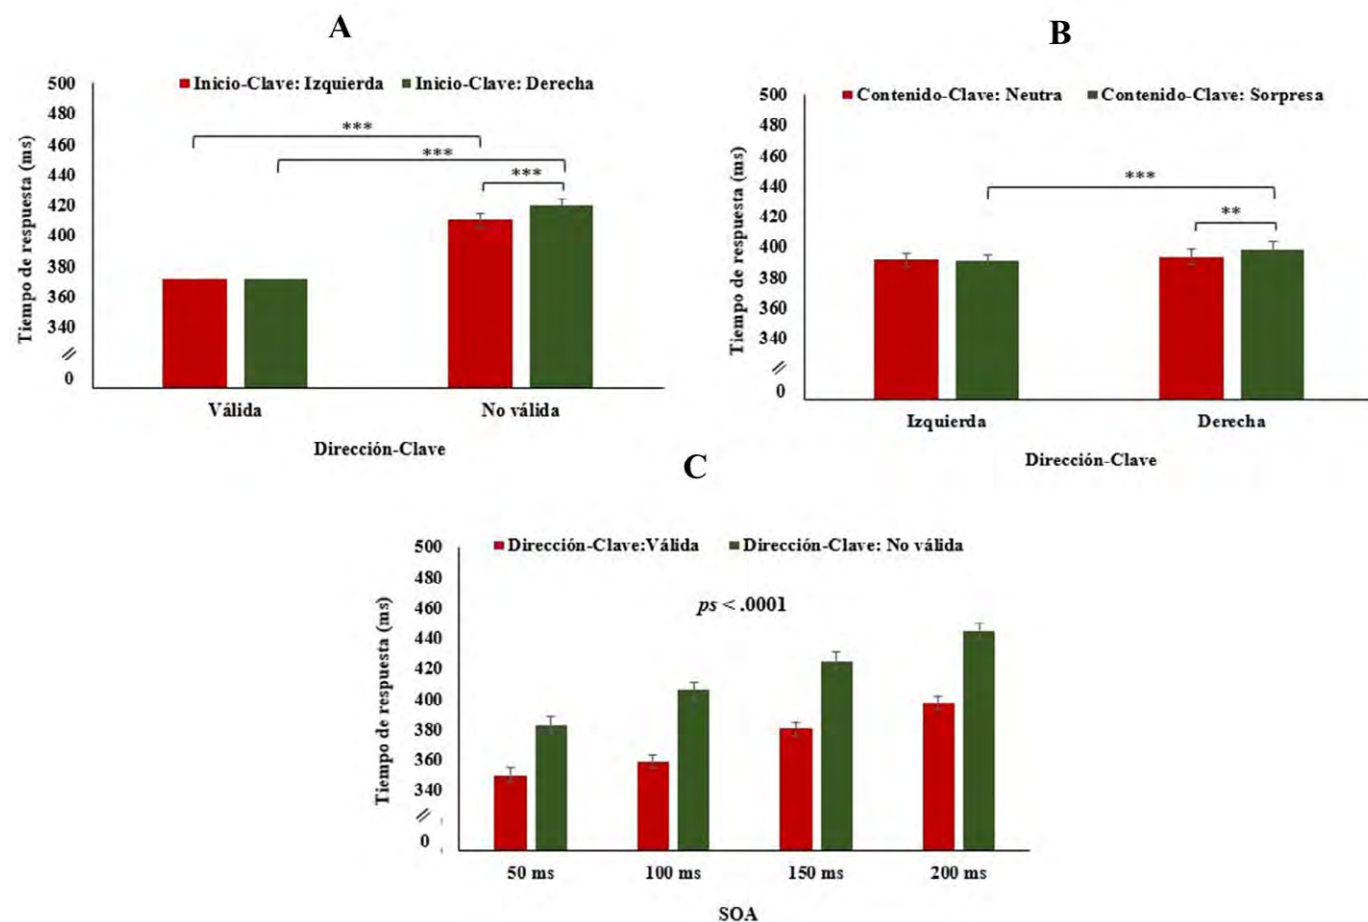 A
Inicio-Clave: Izquierda Inicio-Clave: Derecha
500
480
460
440
420
400
380
360
340
0
Tiempo de respuesta (ms)
***
***
***
Válida No válida
Dirección-Clave
B
Contenido-Clave: Neutra Contenido-Clave: Sorpresa
500
480
460
440
420
400
380
360
340
0
Tiempo de respuesta (ms)
***
**
Izquierda Derecha
Dirección-Clave
C
Dirección-Clave:Válida Dirección-Clave: No válida
500
480
460
440
420
400
380
360
340
0
Tiempo de respuesta (ms)
ps < .0001
50 ms 100 ms 150 ms 200 ms
SOA